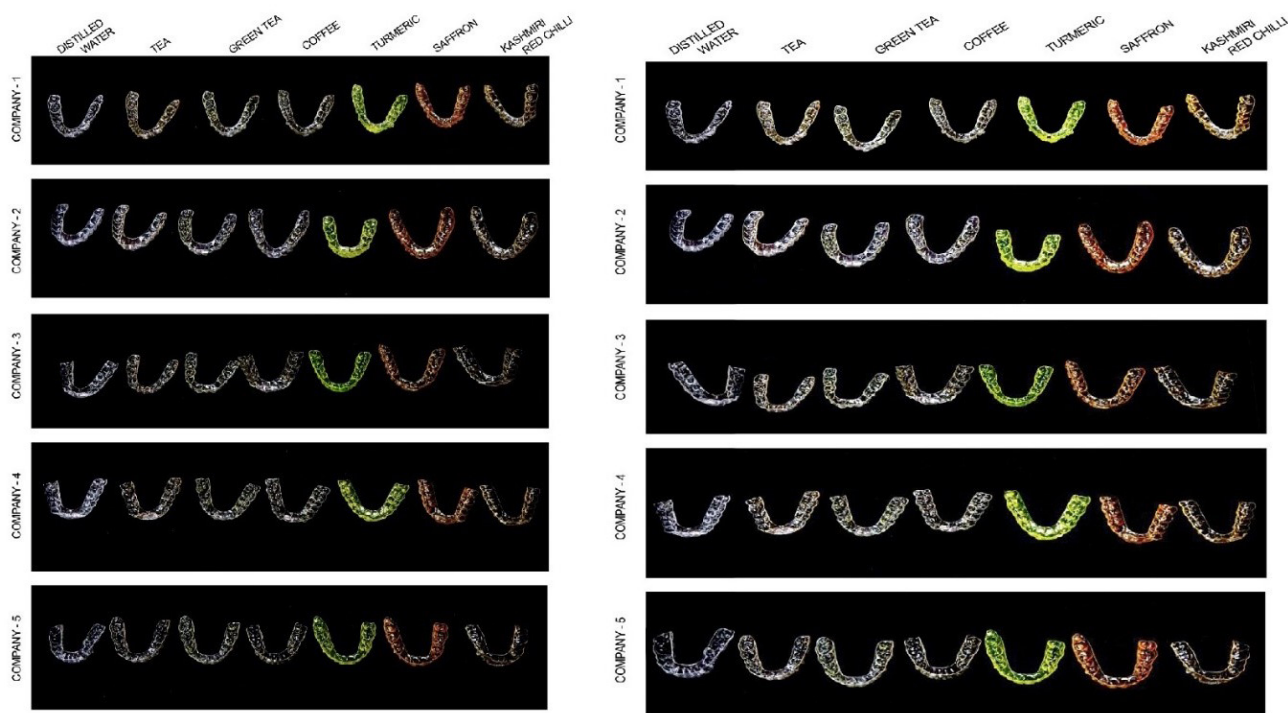 DISTILLED
WATER
TEA
GREEN TEA
COFFEE
TURMERIC
SAFFRON
KASHMIRI
RED CHILLI
COMPANY - 1
COMPANY - 2
COMPANY - 3
COMPANY - 4
COMPANY - 5
DISTILLED
WATER
TEA
GREEN TEA
COFFEE
TURMERIC
SAFFRON
KASHMIRI
RED CHILLI
COMPANY - 1
COMPANY - 2
COMPANY - 3
COMPANY - 4
COMPANY - 5